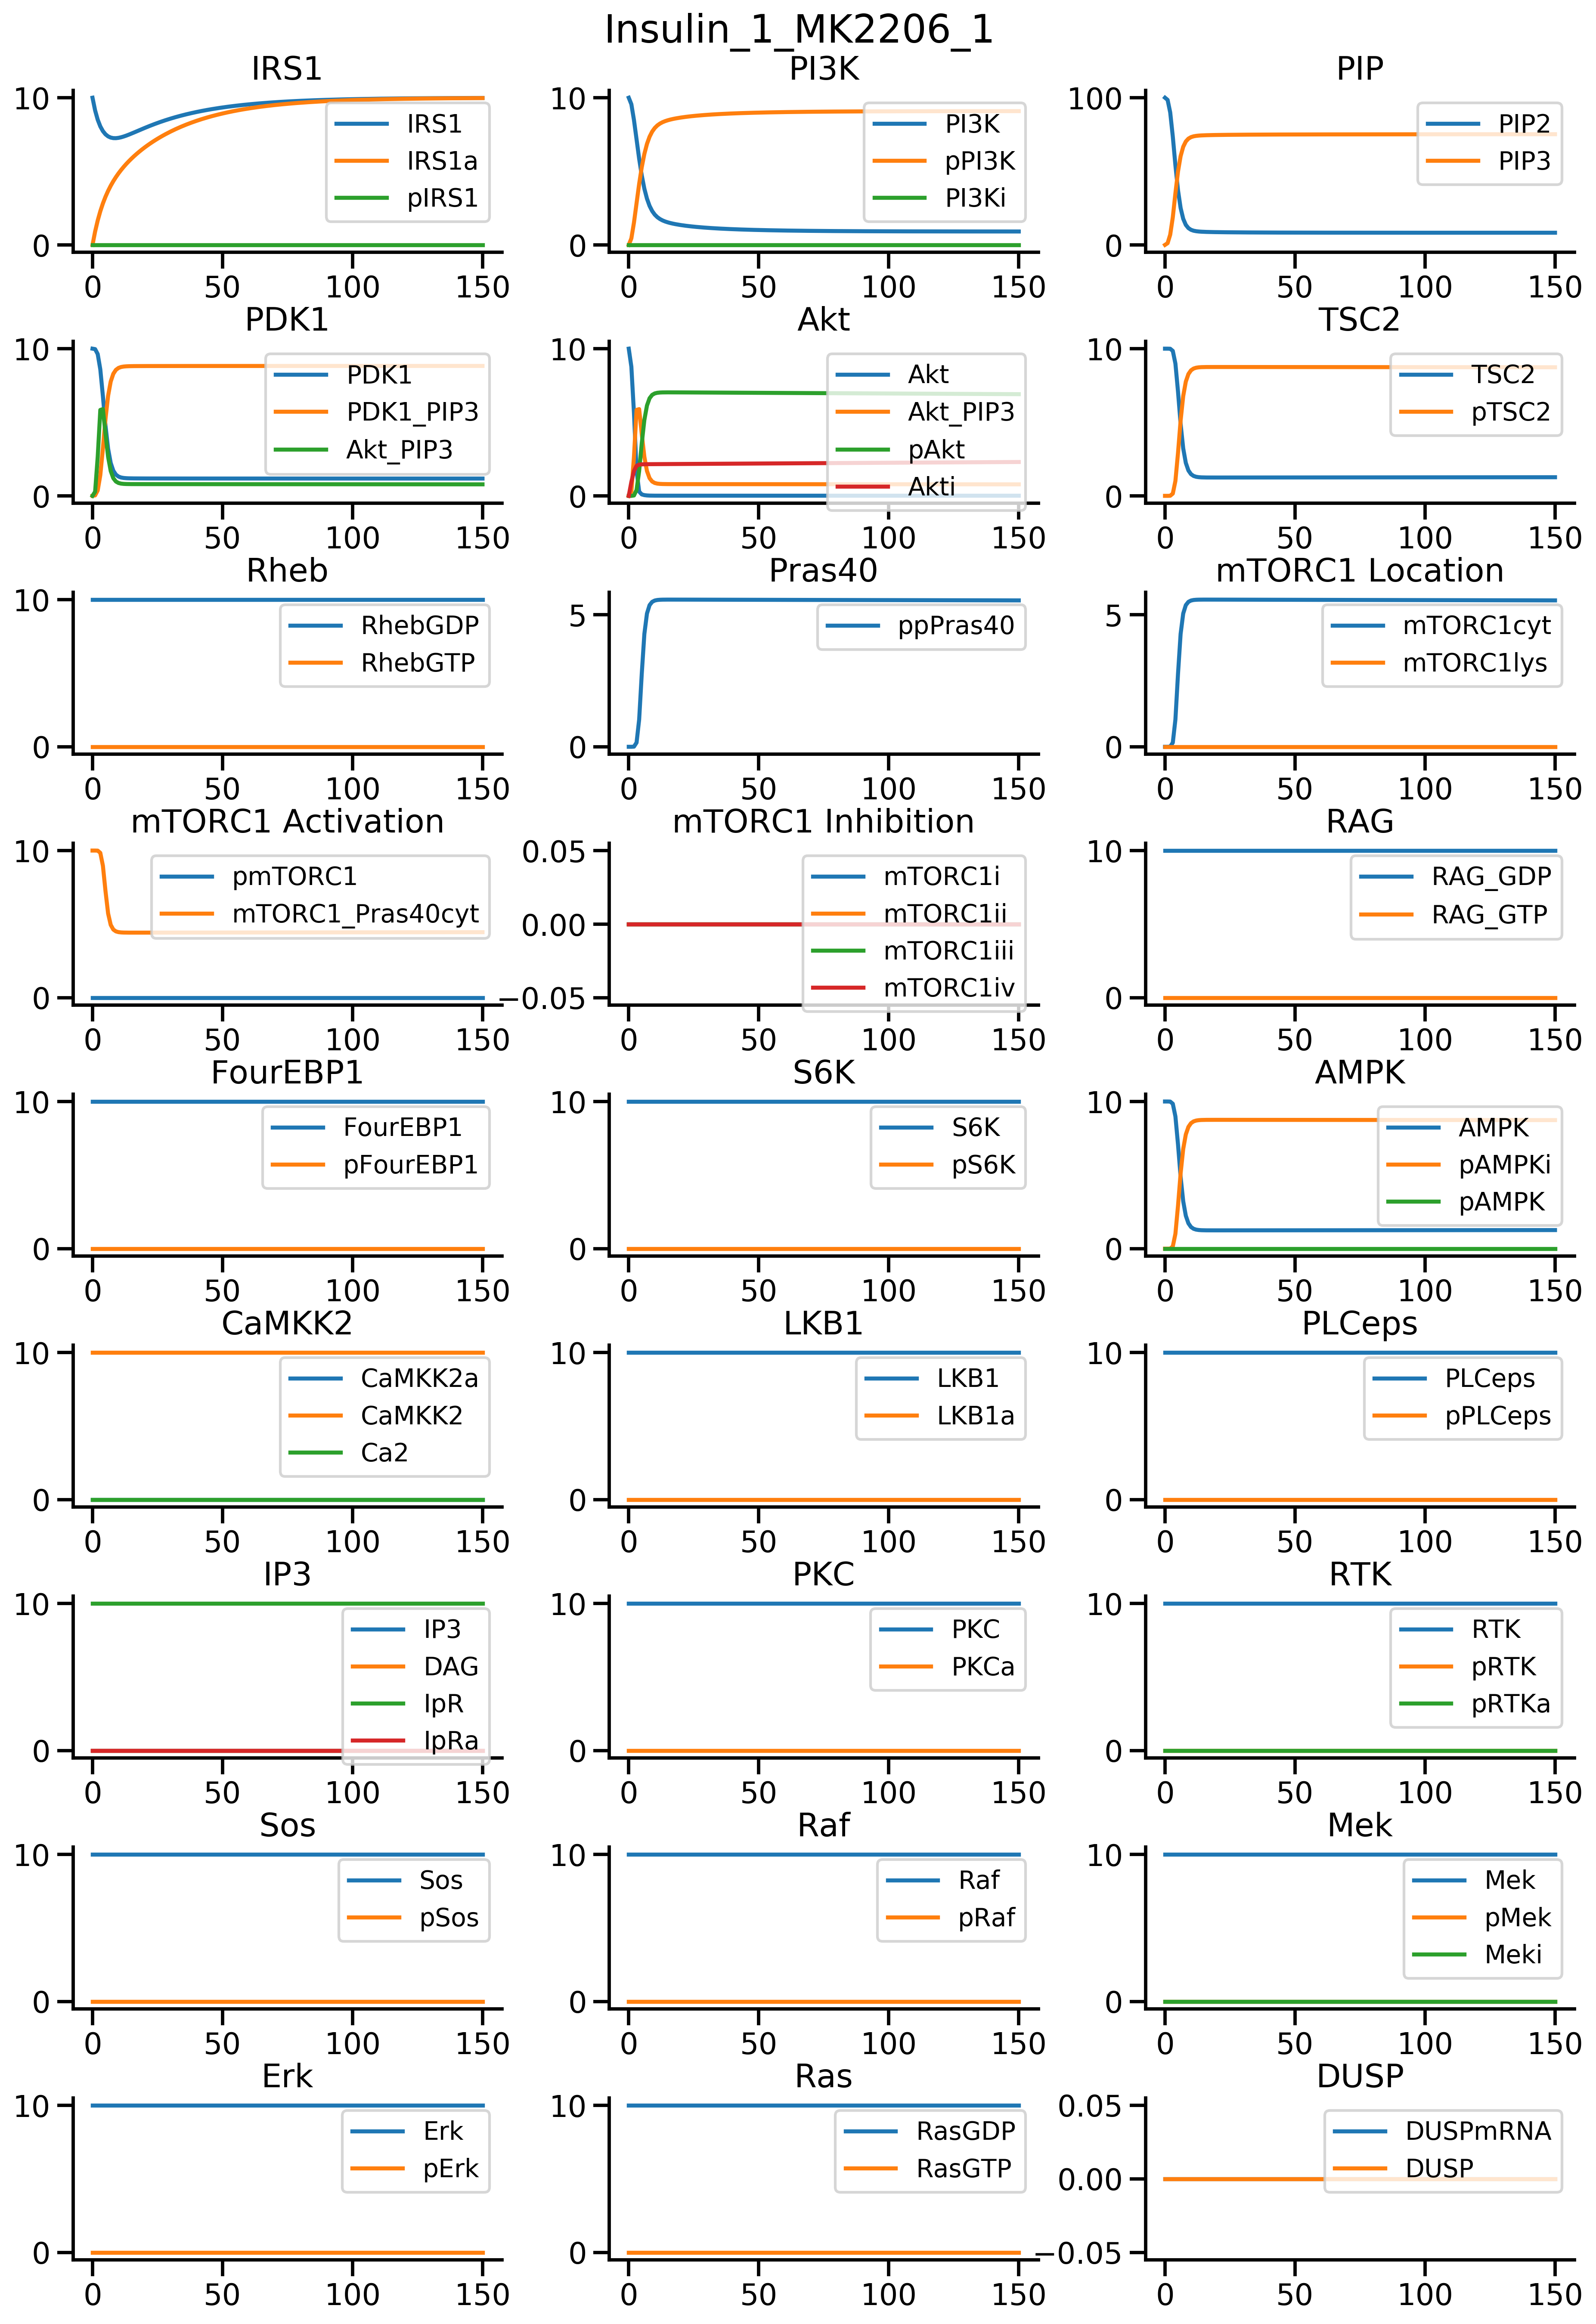 Insulin_1_MK2206_1
IRS1
PI3K
PIP
10
0
0 50 100 150
IRS1
IRS1a
pIRS1
10
0
0 50 100 150
PI3K
pPI3K
PI3Ki
100
0
0 50 100 150
PIP2
PIP3
PDK1
Akt
TSC2
10
0
0 50 100 150
PDK1
PDK1_PIP3
Akt_PIP3
10
0
0 50 100 150
Akt
Akt_PIP3
pAkt
Akti
10
0
0 50 100 150
TSC2
pTSC2
Rheb
Pras40
mTORC1 Location
10
0
0 50 100 150
RhebGDP
RhebGTP
5
0
0 50 100 150
ppPras40
5
0
0 50 100 150
mTORC1cyt
mTORC1lys
mTORC1 Activation
mTORC1 Inhibition
RAG
10
0
0 50 100 150
pmTORC1
mTORC1_Pras40cyt
0.05
0.00
−0.05
0 50 100 150
mTORC1i
mTORC1ii
mTORC1iii
mTORC1iv
10
0
0 50 100 150
RAG_GDP
RAG_GTP
FourEBP1
S6K
AMPK
10
0
0 50 100 150
FourEBP1
pFourEBP1
10
0
0 50 100 150
S6K
pS6K
10
0
0 50 100 150
AMPK
pAMPKi
pAMPK
CaMKK2
LKB1
PLCeps
10
0
0 50 100 150
CaMKK2a
CaMKK2
Ca2
10
0
0 50 100 150
LKB1
LKB1a
10
0
0 50 100 150
PLCeps
pPLCeps
IP3
PKC
RTK
10
0
0 50 100 150
IP3
DAG
IpR
IpRa
10
0
0 50 100 150
PKC
PKCa
10
0
0 50 100 150
RTK
pRTK
pRTKa
Sos
Raf
Mek
10
0
0 50 100 150
Sos
pSos
10
0
0 50 100 150
Raf
pRaf
10
0
0 50 100 150
Mek
pMek
Meki
Erk
Ras
DUSP
10
0
0 50 100 150
Erk
pErk
10
0
0 50 100 150
RasGDP
RasGTP
0.05
0.00
−0.05
0 50 100 150
DUSPmRNA
DUSP